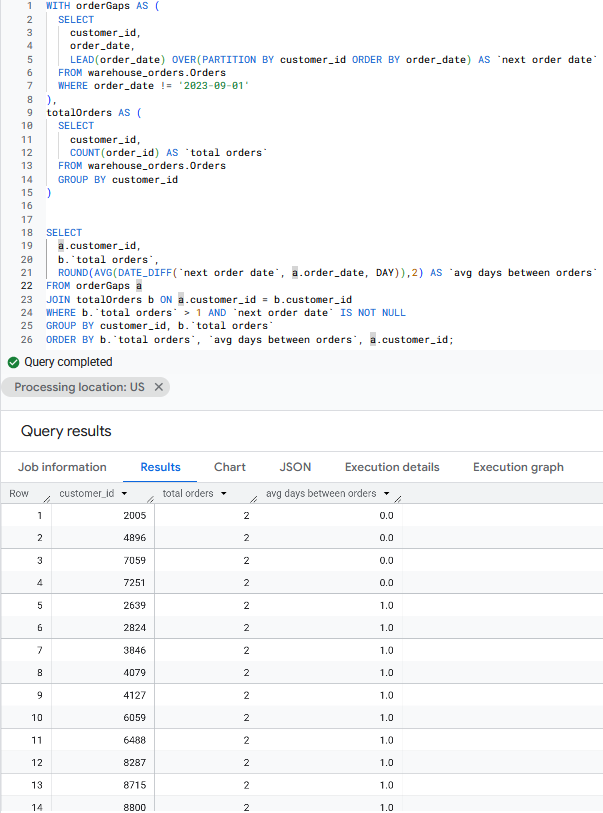 1 WITH orderGaps AS (
2 SELECT
3 customer_id,
4 order_date,
5 LEAD(order_date) OVER(PARTITION BY customer_id ORDER BY order_date) AS `next order date`
6 FROM warehouse_orders.Orders
7 WHERE order_date != '2023-09-01'
8 ),
9 totalOrders AS (
10 SELECT
11 customer_id,
12 COUNT(order_id) AS `total orders`
13 FROM warehouse_orders.Orders
14 GROUP BY customer_id
15 )
16
17
18 SELECT
19 a.customer_id,
20 b.`total orders`,
21 ROUND(AVG(DATE_DIFF(`next order date`, a.order_date, DAY)),2) AS `avg days between orders`
22 FROM orderGaps a
23 JOIN totalOrders b ON a.customer_id = b.customer_id
24 WHERE b.`total orders` > 1 AND `next order date` IS NOT NULL
25 GROUP BY customer_id, b.`total orders`
26 ORDER BY b.`total orders`, `avg days between orders`, a.customer_id;
Query completed
Processing location: US
Query results
Job information Results Chart JSON Execution details Execution graph
Row customer_id total orders avg days between orders
1 2005 2 0.0
2 4896 2 0.0
3 7059 2 0.0
4 7251 2 0.0
5 2639 2 1.0
6 2824 2 1.0
7 3846 2 1.0
8 4079 2 1.0
9 4127 2 1.0
10 6059 2 1.0
11 6488 2 1.0
12 8287 2 1.0
13 8715 2 1.0
14 8800 2 1.0